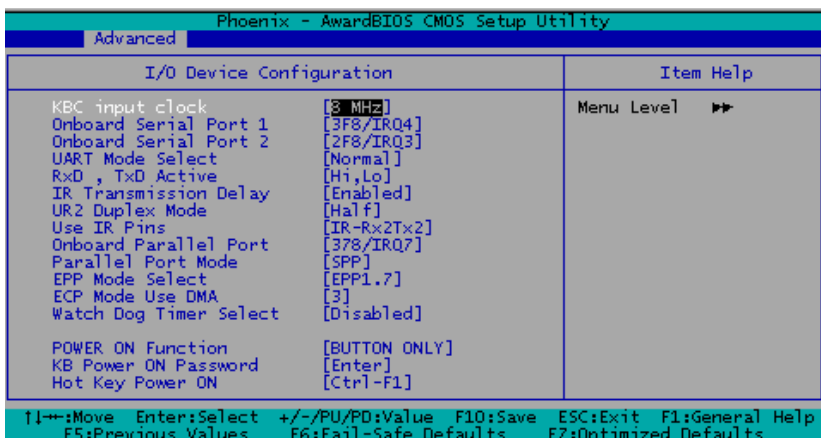 Phoenix - AwardBIOS CMOS Setup Utility
Advanced
I/O Device Configuration
Item Help
KBC input clock [8 MHz]
Menu Level ▸▸
Onboard Serial Port 1 [3F8/IRQ4]
Onboard Serial Port 2 [2F8/IRQ3]
UART Mode Select [Normal]
RxD , TxD Active [Hi,Lo]
IR Transmission Delay [Enabled]
UR2 Duplex Mode [Half]
Use IR Pins [IR-Rx2Tx2]
Onboard Parallel Port [378/IRQ7]
Parallel Port Mode [SPP]
EPP Mode Select [EPP1.7]
ECP Mode Use DMA [3]
Watch Dog Timer Select [Disabled]
POWER ON Function [BUTTON ONLY]
KB Power ON Password [Enter]
Hot Key Power ON [Ctrl-F1]
↑↓→←:Move Enter:Select +/-/PU/PD:Value F10:Save ESC:Exit F1:General Help
F5:Previous Values F6:Fail-Safe Defaults F7:Optimized Defaults